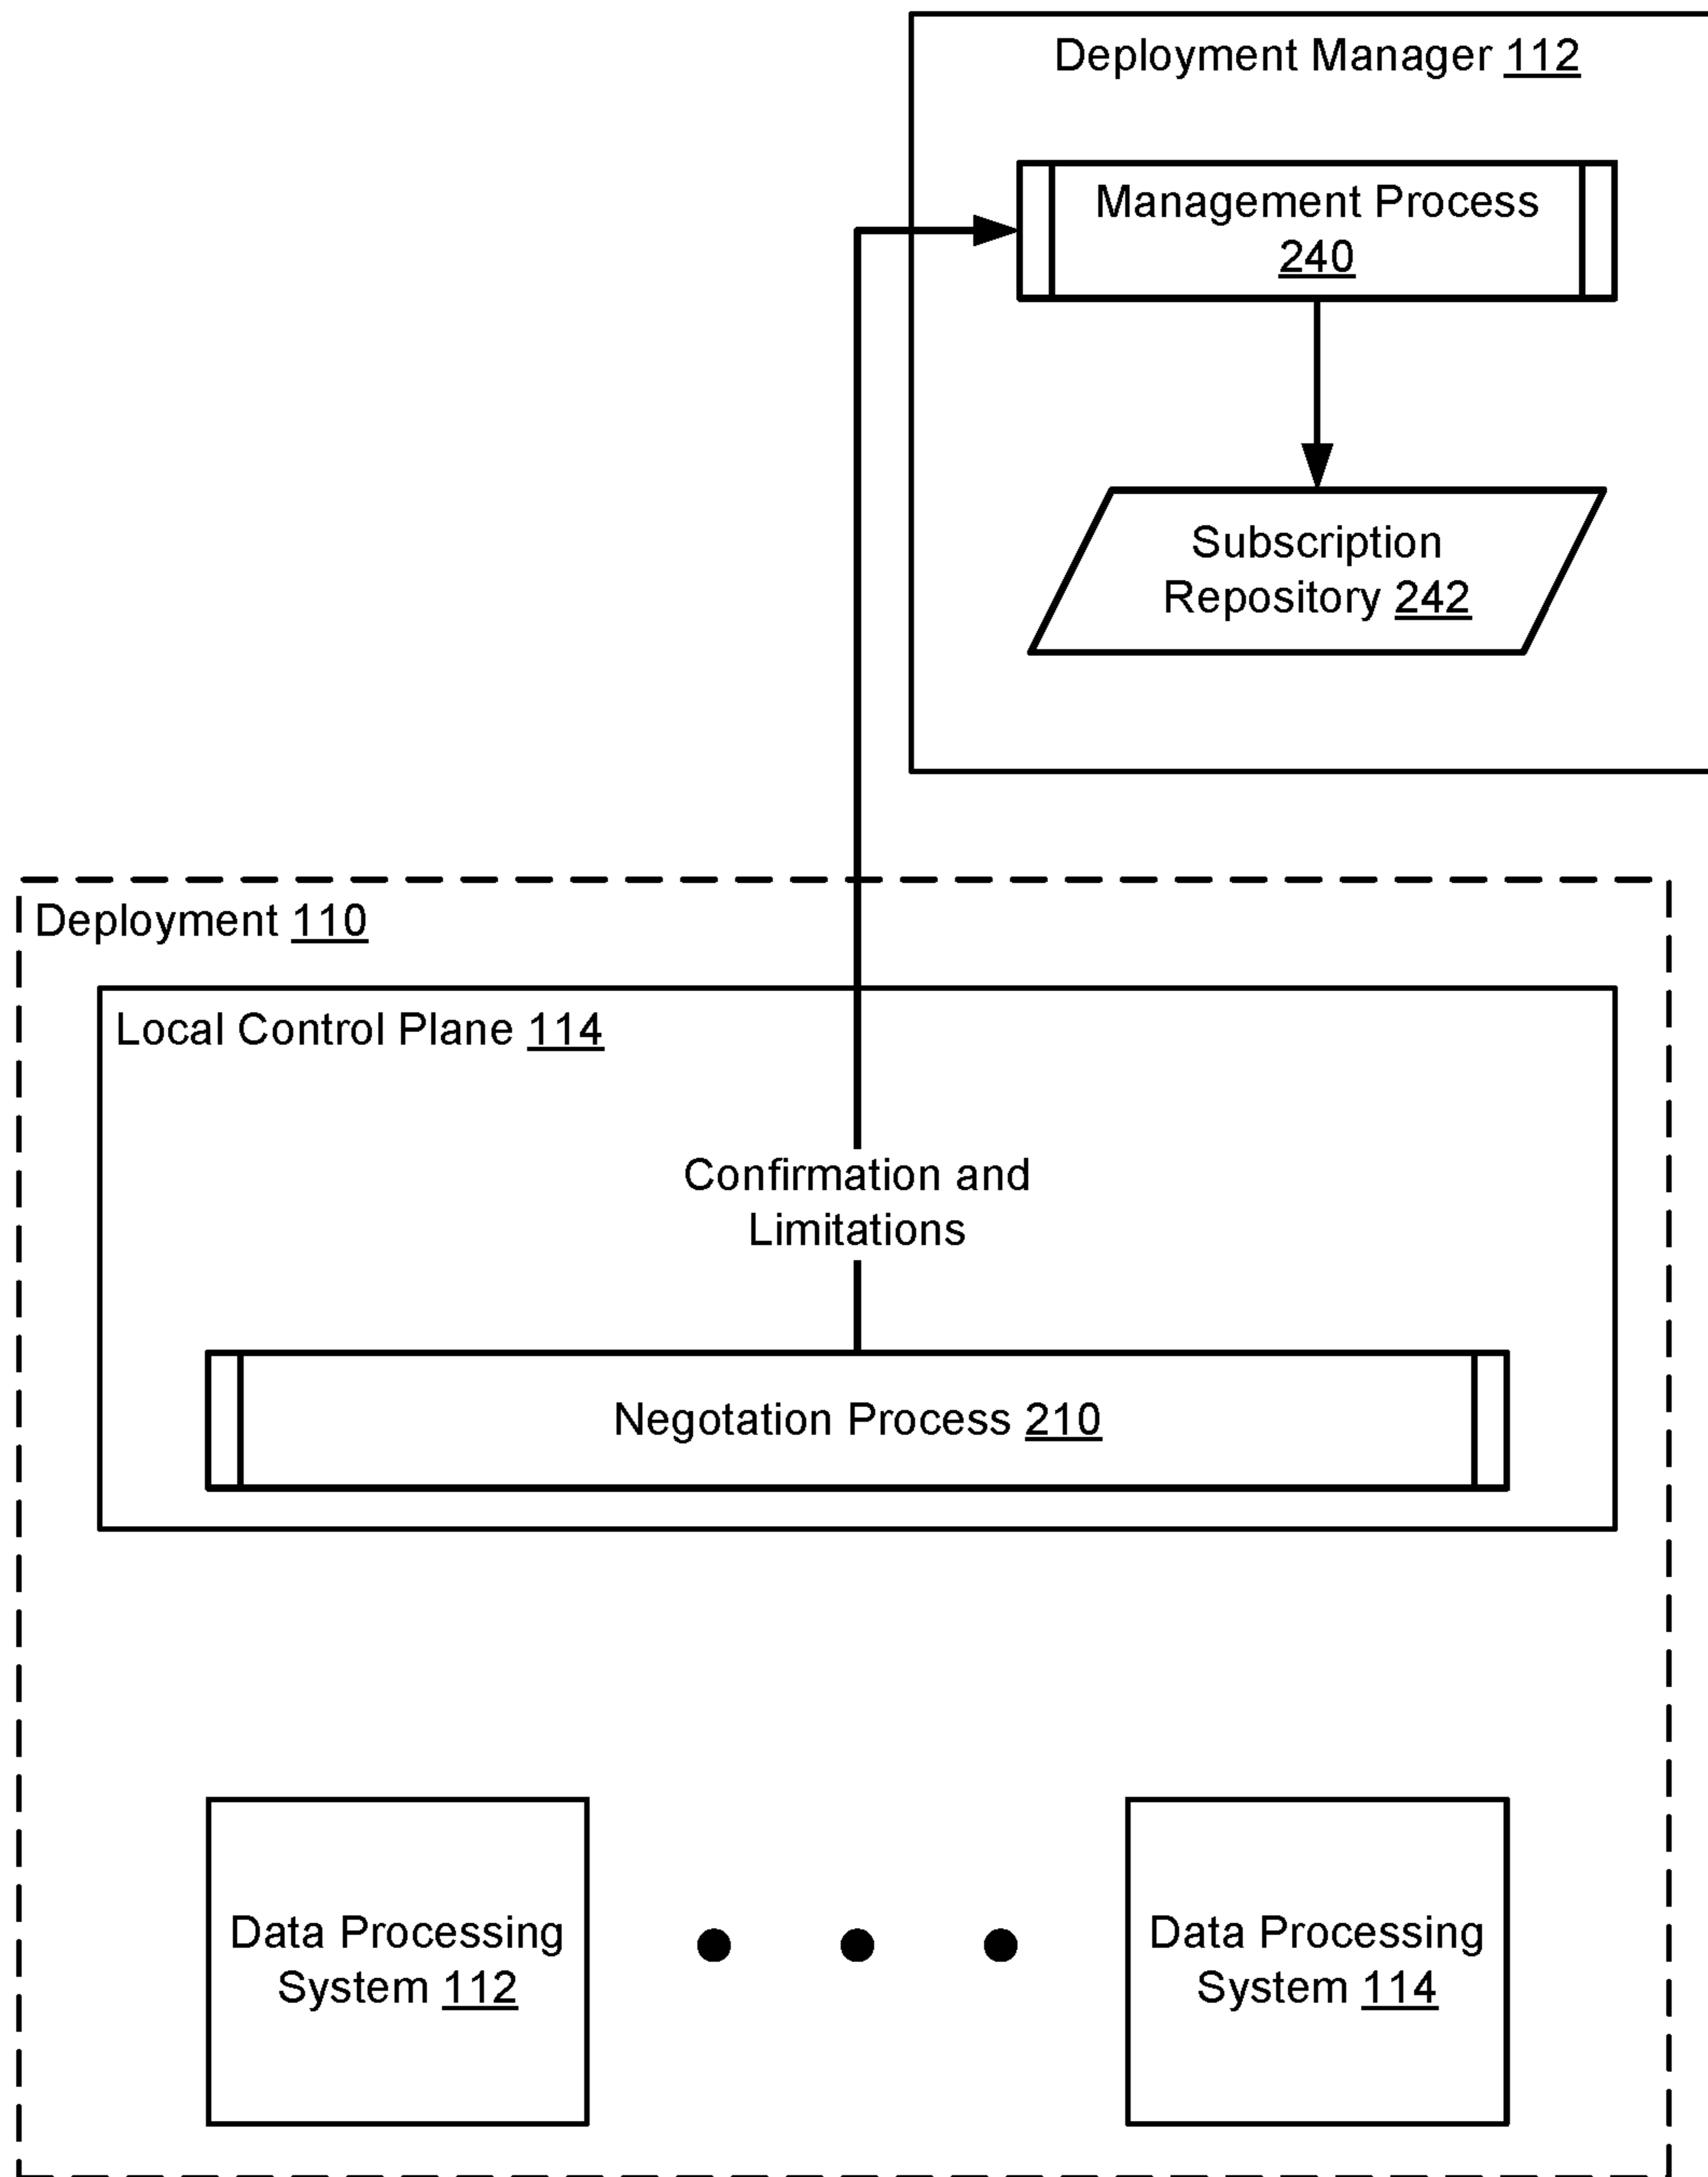 Deployment Manager 112
Management Process
240
Subscription
Repository 242
Deployment 110
Local Control Plane 114
Confirmation and
Limitations
Negotation Process 210
Data Processing
System 112
Data Processing
System 114